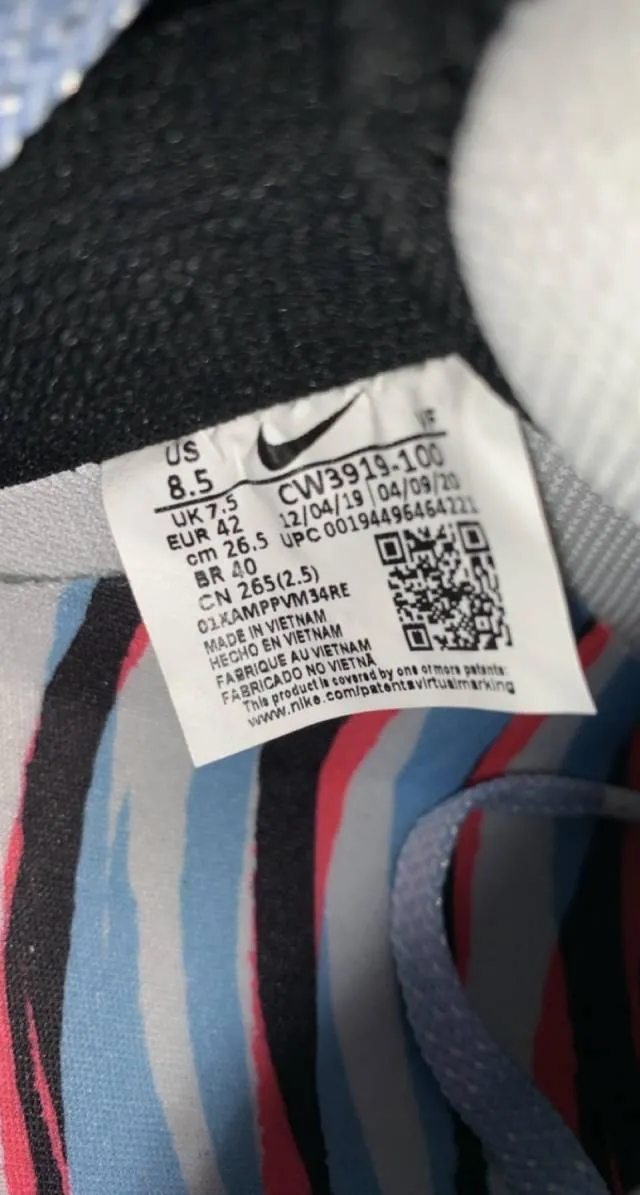 US
8.5
UK 7.5
EUR 42
cm 26.5
BR 40
CN 265(2.5)
01XAMPPVM34RE
MADE IN VIETNAM
HECHO EN VIETNAM
FABRIQUE AU VIETNAM
FABRICADO NO VIETNÃ
This product is covered by one or more patents:
www.nike.com/patentsvirtualmarking
CW3919-100
12/04/19 04/09/20
UPC 00194496464221